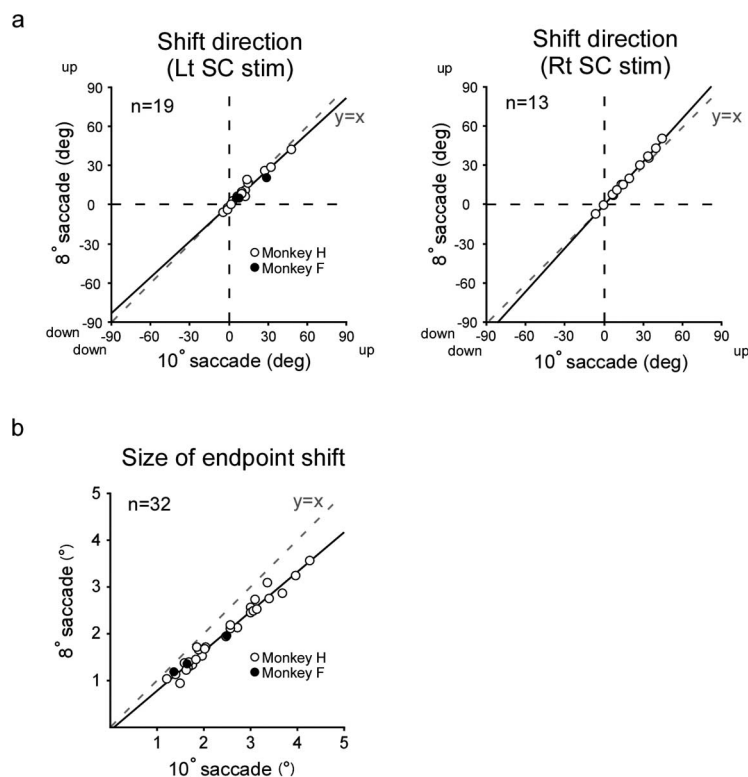 a
Shift direction
(Lt SC stim)
up
90
60
30
0
-30
-60
-90
8° saccade (deg)
n=19
y=x
Monkey H
Monkey F
down
down
-90 -60 -30 0 30 60 90
10° saccade (deg)
up
Shift direction
(Rt SC stim)
up
90
60
30
0
-30
-60
-90
8° saccade (deg)
n=13
y=x
down
down
-90 -60 -30 0 30 60 90
10° saccade (deg)
up
b
Size of endpoint shift
5
4
3
2
1
8° saccade (°)
n=32
y=x
Monkey H
Monkey F
1 2 3 4 5
10° saccade (°)